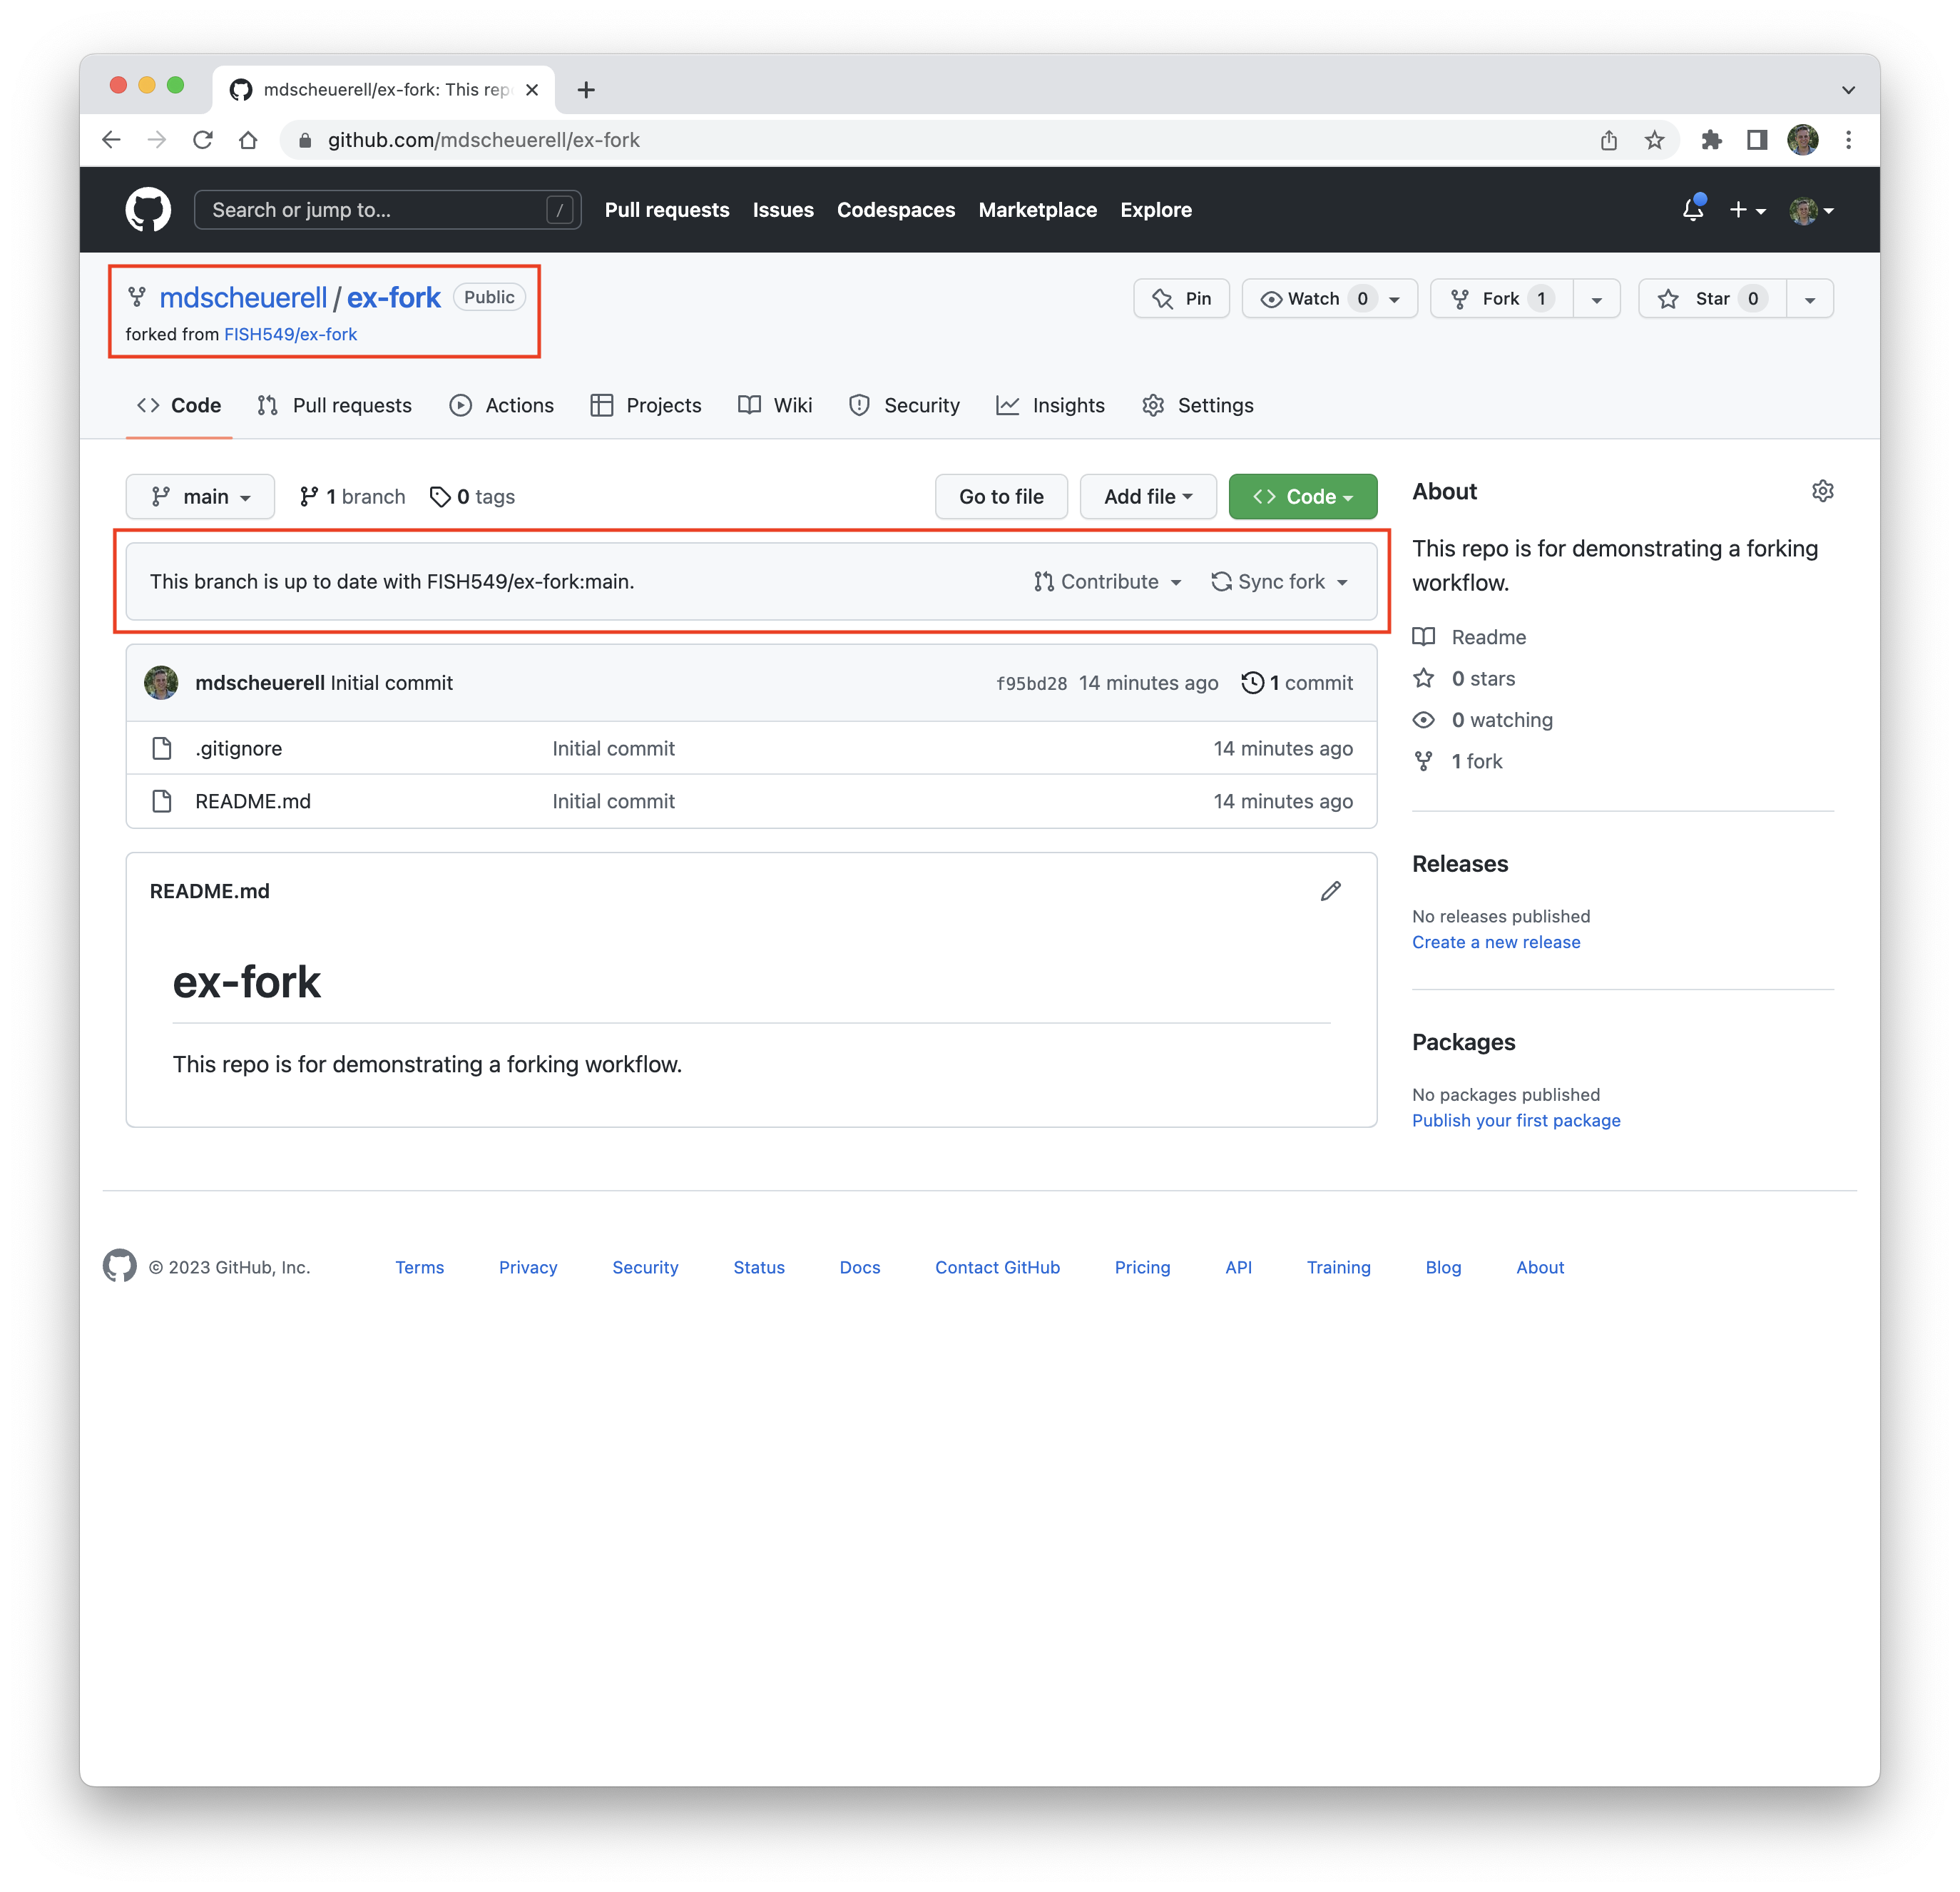 mdscheuerell/ex-fork: This rep
github.com/mdscheuerell/ex-fork
Search or jump to... / Pull requests Issues Codespaces Marketplace Explore
mdscheuerell / ex-fork Public Pin Watch 0 Fork 1 Star 0
forked from FISH549/ex-fork
Code Pull requests Actions Projects Wiki Security Insights Settings
main 1 branch 0 tags Go to file Add file Code
This branch is up to date with FISH549/ex-fork:main. Contribute Sync fork
mdscheuerell Initial commit f95bd28 14 minutes ago 1 commit
.gitignore Initial commit 14 minutes ago
README.md Initial commit 14 minutes ago
README.md
ex-fork
This repo is for demonstrating a forking workflow.
About
This repo is for demonstrating a forking
workflow.
Readme
0 stars
0 watching
1 fork
Releases
No releases published
Create a new release
Packages
No packages published
Publish your first package
© 2023 GitHub, Inc. Terms Privacy Security Status Docs Contact GitHub Pricing API Training Blog About